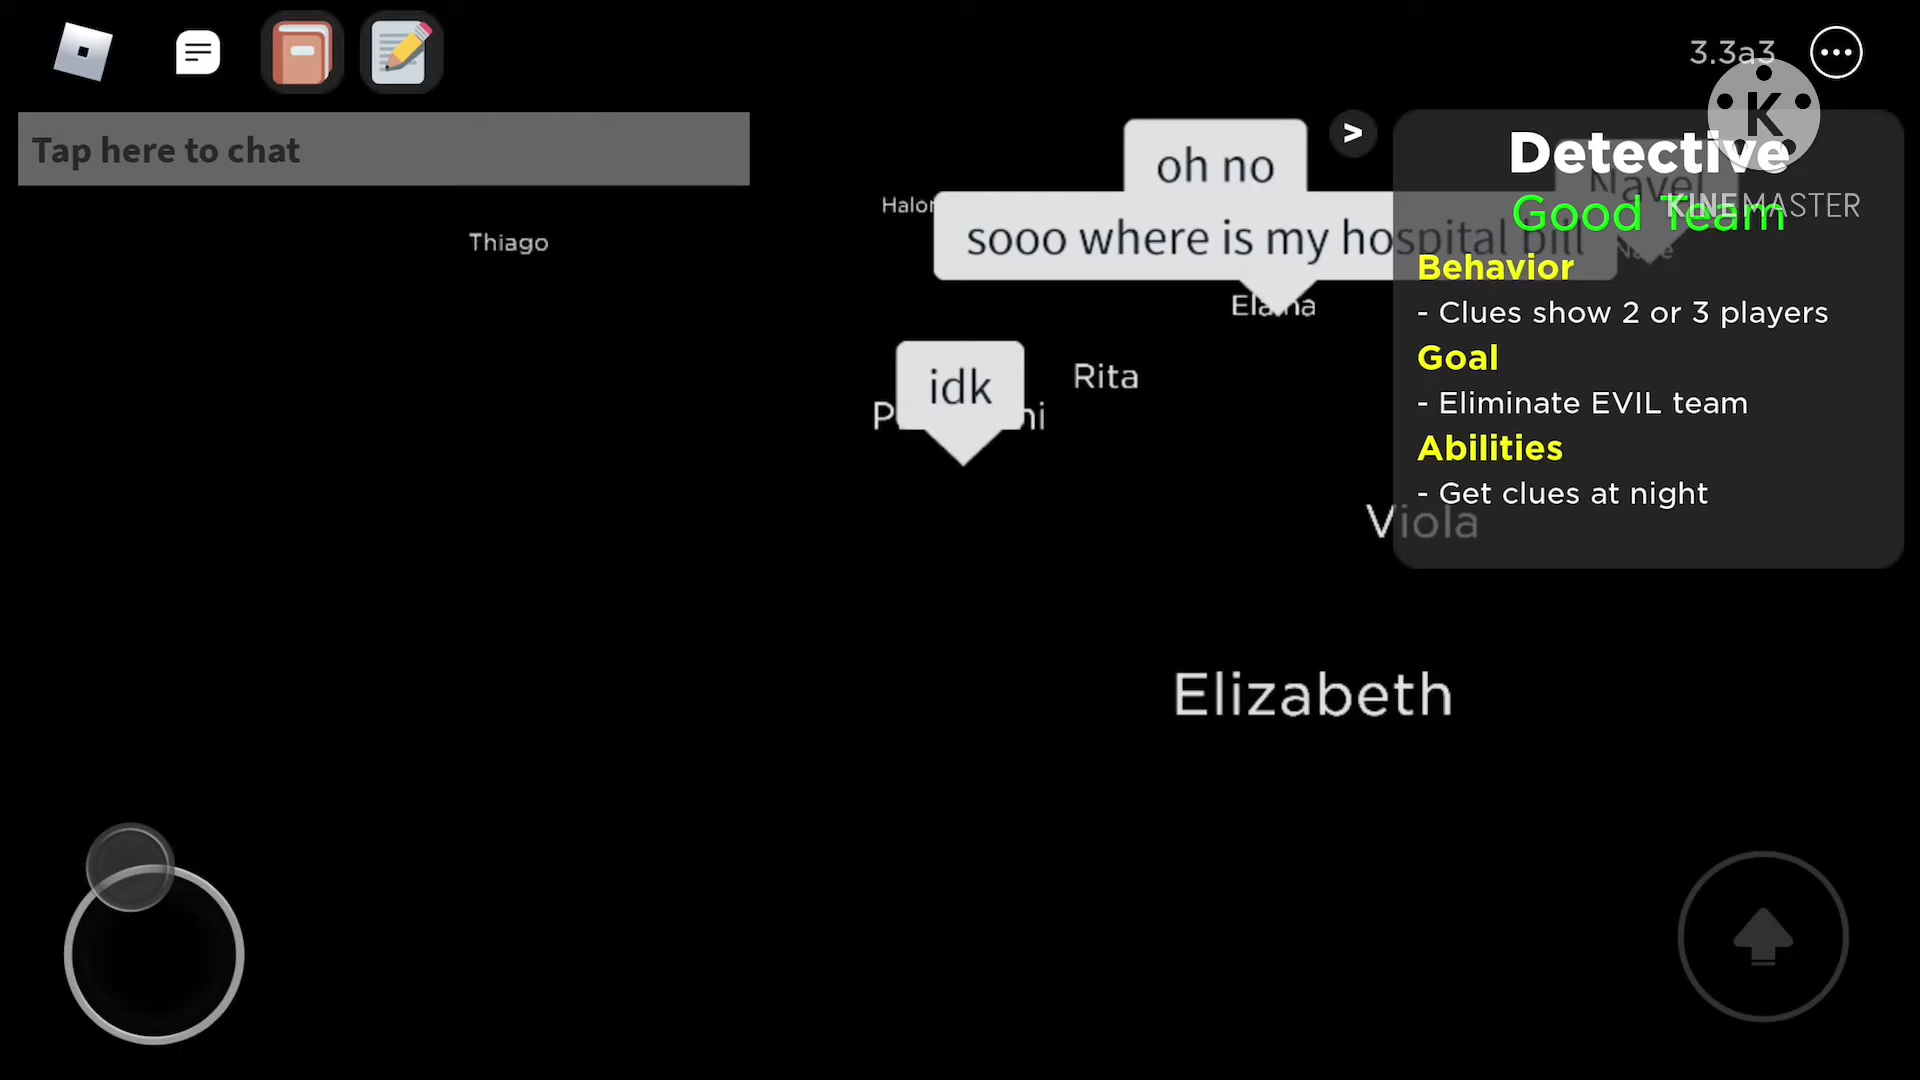 3.3a3
Tap here to chat
oh no
>
Detective
K
KINEMASTER
Good Team
sooo where is my hospital bill
Thiago
Behavior
- Clues show 2 or 3 players
Goal
- Eliminate EVIL team
Abilities
- Get clues at night
idk
Rita
Viola
Elizabeth